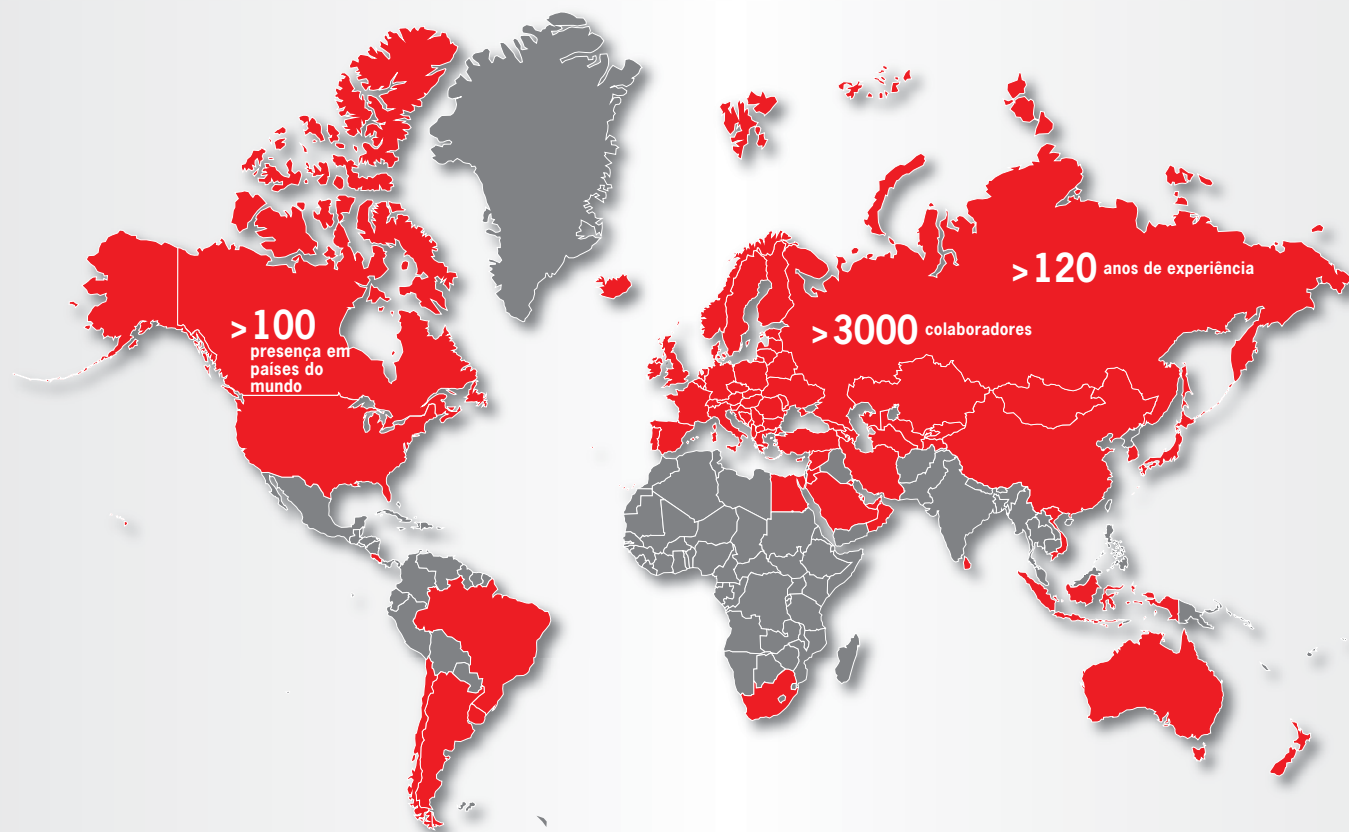 > 100
presença em
países do
mundo
> 120 anos de experiência
> 3000 colaboradores